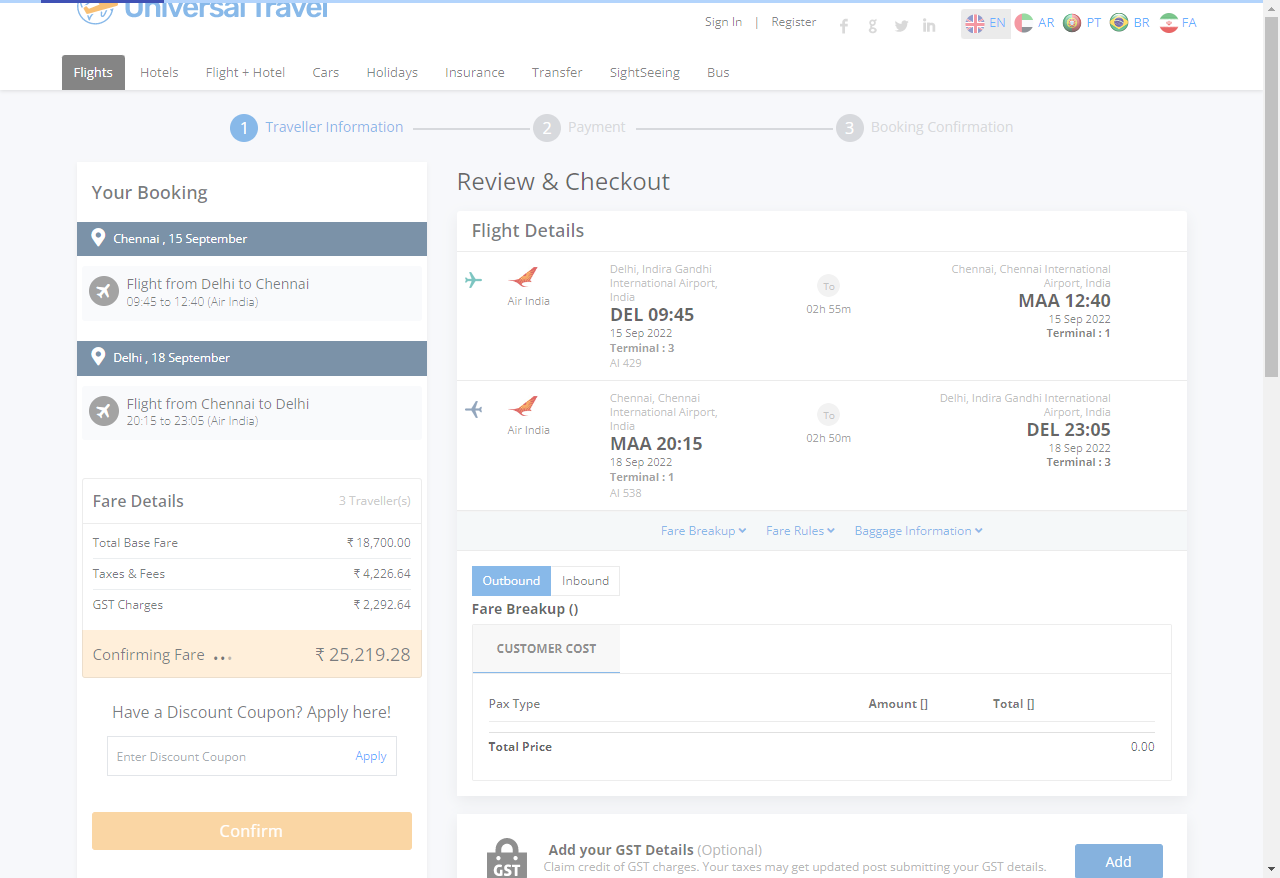 Universal Travel
Sign In | Register
EN AR PT BR FA
Flights Hotels Flight + Hotel Cars Holidays Insurance Transfer SightSeeing Bus
1 Traveller Information 2 Payment 3 Booking Confirmation
Your Booking
Chennai , 15 September
Flight from Delhi to Chennai
09:45 to 12:40 (Air India)
Delhi , 18 September
Flight from Chennai to Delhi
20:15 to 23:05 (Air India)
Fare Details 3 Traveller(s)
Total Base Fare ₹ 18,700.00
Taxes & Fees ₹ 4,226.64
GST Charges ₹ 2,292.64
Confirming Fare ... ₹ 25,219.28
Have a Discount Coupon? Apply here!
Enter Discount Coupon Apply
Confirm
Review & Checkout
Flight Details
Air India
Delhi, Indira Gandhi
International Airport,
India
DEL 09:45
15 Sep 2022
Terminal : 3
AI 429
To
02h 55m
Chennai, Chennai International
Airport, India
MAA 12:40
15 Sep 2022
Terminal : 1
Air India
Chennai, Chennai
International Airport,
India
MAA 20:15
18 Sep 2022
Terminal : 1
AI 538
To
02h 50m
Delhi, Indira Gandhi International
Airport, India
DEL 23:05
18 Sep 2022
Terminal : 3
Fare Breakup Fare Rules Baggage Information
Outbound Inbound
Fare Breakup ()
CUSTOMER COST
Pax Type Amount [] Total []
Total Price 0.00
GST
Add your GST Details (Optional)
Claim credit of GST charges. Your taxes may get updated post submitting your GST details.
Add